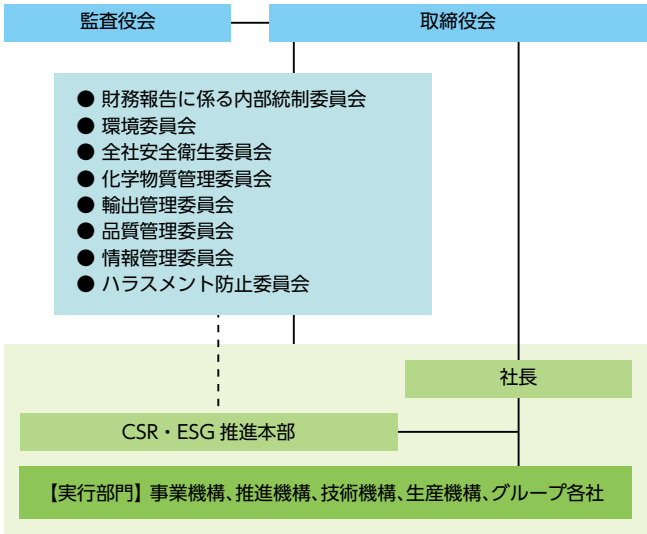 監査役会
取締役会
● 財務報告に係る内部統制委員会
● 環境委員会
● 全社安全衛生委員会
● 化学物質管理委員会
● 輸出管理委員会
● 品質管理委員会
● 情報管理委員会
● ハラスメント防止委員会
社長
CSR・ESG 推進本部
【実行部門】事業機構、推進機構、技術機構、生産機構、グループ各社